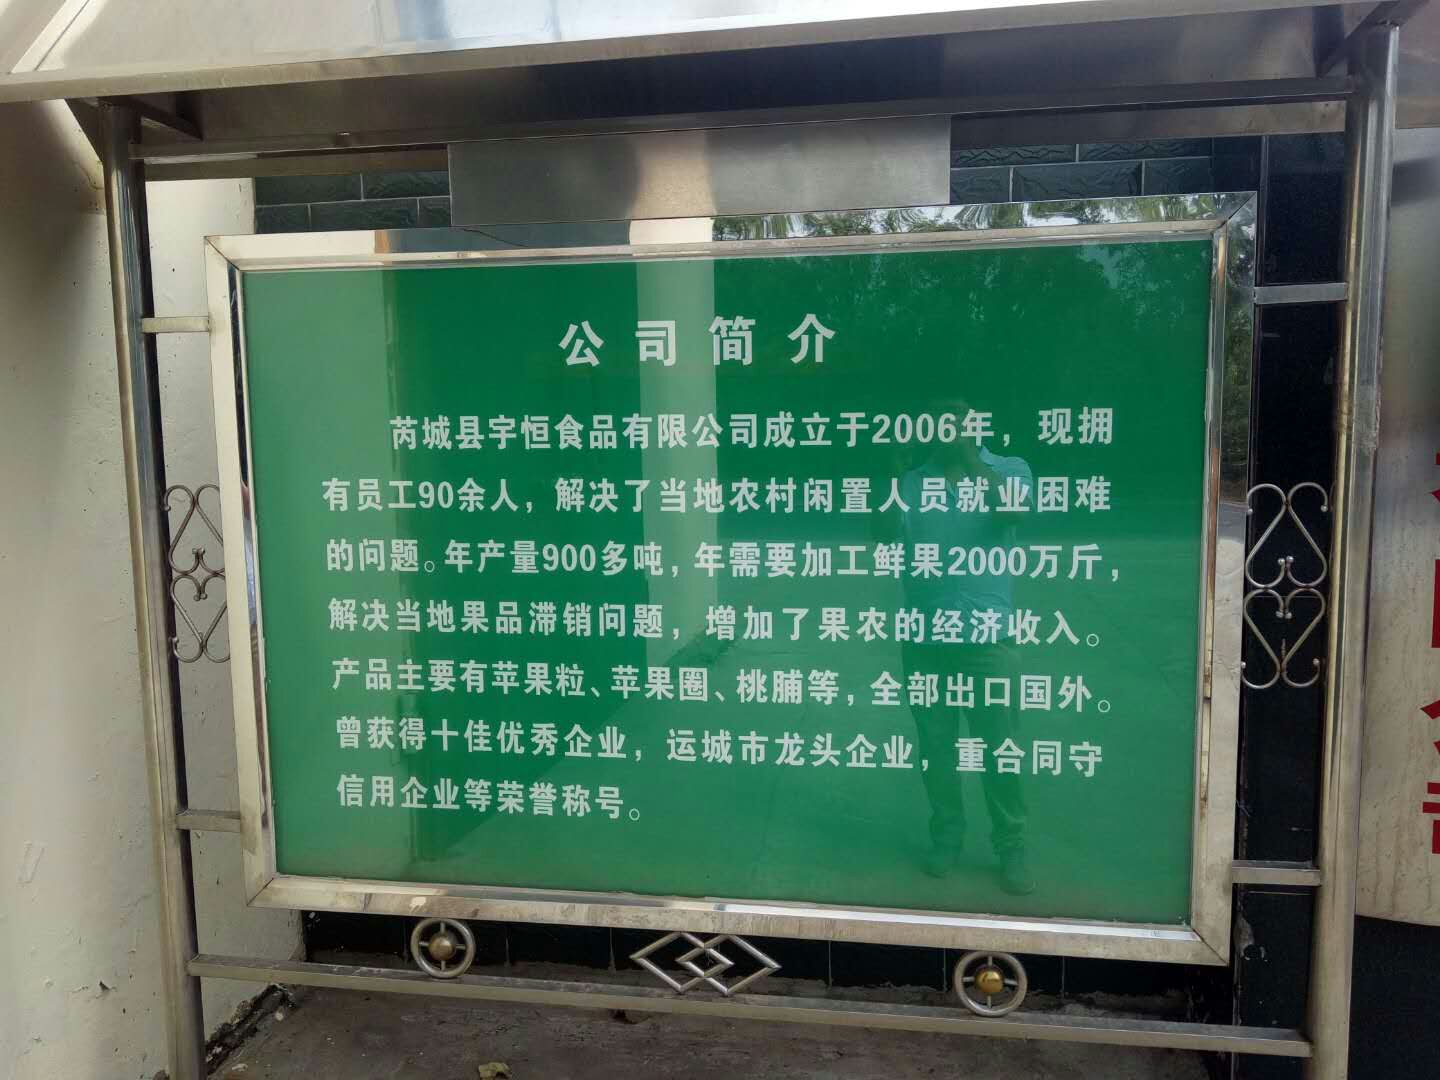 公司简介
芮城县宇恒食品有限公司成立于2006年，现拥
有员工90余人，解决了当地农村闲置人员就业困难
的问题。年产量900多吨，年需要加工鲜果2000万斤，
解决当地果品滞销问题，增加了果农的经济收入。
产品主要有苹果粒、苹果圈、桃脯等，全部出口国外。
曾获得十佳优秀企业，运城市龙头企业，重合同守
信用企业等荣誉称号。